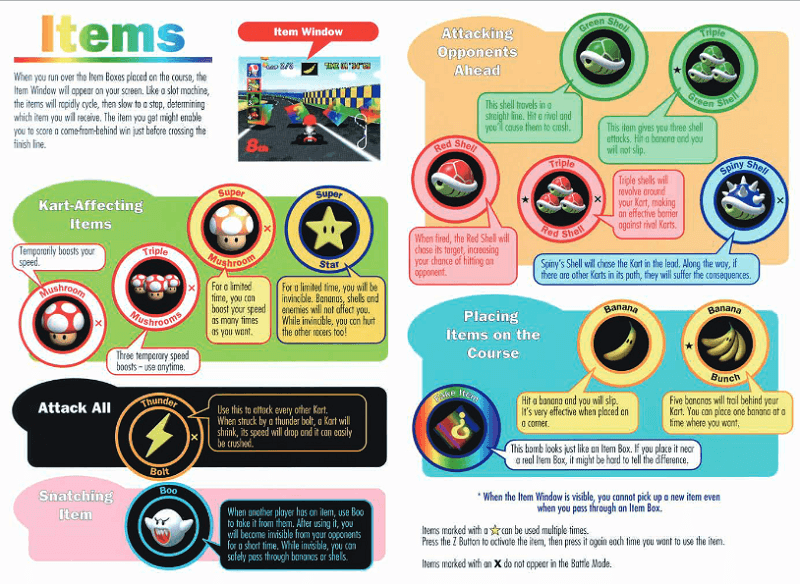 Items
When you run over the Item Boxes placed on the course, the
Item Window will appear on your screen. Like a slot machine,
the items will rapidly cycle, then slow to a stop, determining
which item you will receive. The item you get might enable
you to score a come-from-behind win just before crossing the
finish line.
Item Window
8th
Kart-Affecting
Items
Temporarily boosts your
speed.
Mushroom
X
Triple
Mushrooms
X
Three temporary speed
boosts – use anytime.
Super
Mushroom
X
For a limited
time, you can
boost your speed
as many times
as you want.
Super
Star
For a limited time, you will be
invincible. Bananas, shells and
enemies will not affect you.
While invincible, you can hurt
the other racers too!
Attack All
Thunder
Bolt
X
Use this to attack every other Kart.
When struck by a thunder bolt, a Kart will
shrink, its speed will drop and it can easily
be crushed.
Snatching
Item
Boo
When another player has an item, use Boo
to take it from them. After using it, you
will become invisible from your opponents
for a short time. While invisible, you can
safely pass through bananas or shells.
Attacking
Opponents
Ahead
Green Shell
This shell travels in a
straight line. Hit a rival and
you'll cause them to crash.
★
Triple
Green Shell
This item gives you three shell
attacks. Hit a banana and you
will not slip.
Red Shell
When fired, the Red Shell will
chase its target, increasing
your chance of hitting an
opponent.
★
Triple
Red Shell
X
Triple shells will
revolve around
your Kart, making
an effective barrier
against rival Karts.
Spiny Shell
X
Spiny's Shell will chase the Kart in the lead. Along the way, if
there are other Karts in its path, they will suffer the consequences.
Placing
Items on the
Course
Banana
Hit a banana and you will slip.
It's very effective when placed on
a corner.
★
Banana
Bunch
Five bananas will trail behind your
Kart. You can place one banana at a
time where you want.
Fake Item
This bomb looks just like an Item Box. If you place it near
a real Item Box, it might be hard to tell the difference.
* When the Item Window is visible, you cannot pick up a new item even
when you pass through an Item Box.
Items marked with a ☆ can be used multiple times.
Press the Z Button to activate the item, then press it again each time you want to use the item.
Items marked with an X do not appear in the Battle Mode.